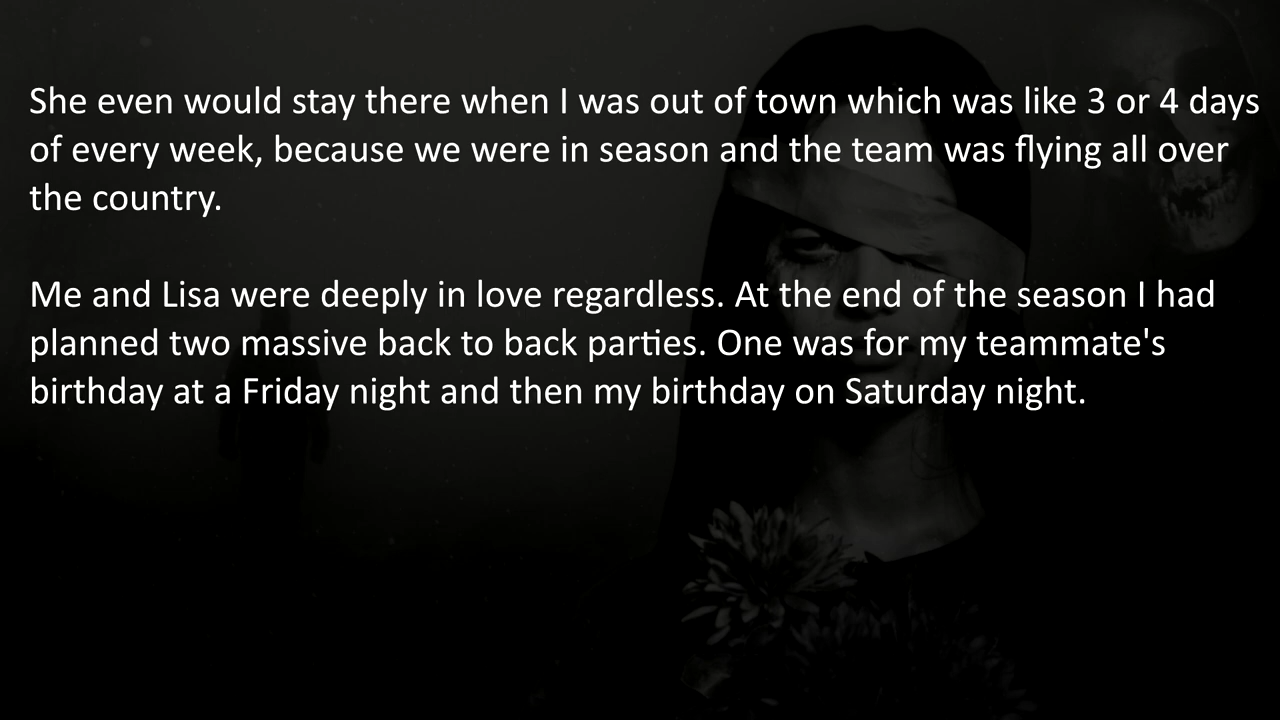 She even would stay there when I was out of town which was like 3 or 4 days
of every week, because we were in season and the team was flying all over
the country.
Me and Lisa were deeply in love regardless. At the end of the season I had
planned two massive back to back parties. One was for my teammate's
birthday at a Friday night and then my birthday on Saturday night.